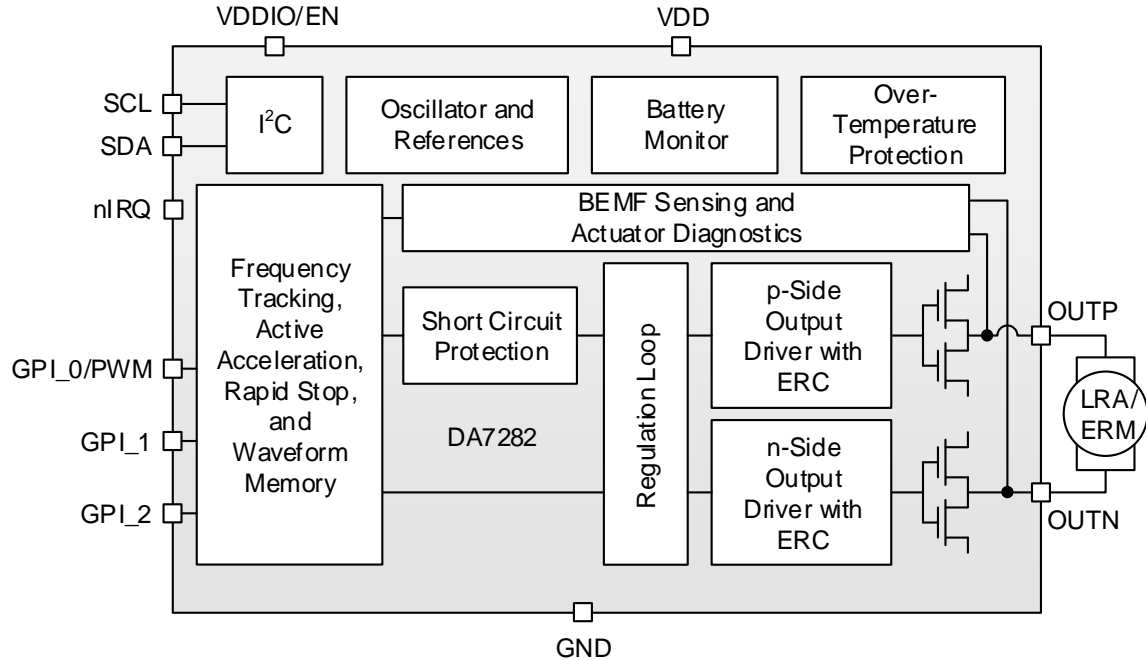 VDDIO/EN
VDD
SCL
SDA
nIRQ
GPI_0/PWM
GPI_1
GPI_2
I²C
Oscillator and
References
Battery
Monitor
Over-
Temperature
Protection
BEMF Sensing and
Actuator Diagnostics
Frequency
Tracking,
Active
Acceleration,
Rapid Stop,
and
Waveform
Memory
Short Circuit
Protection
DA7282
Regulation Loop
p-Side
Output
Driver with
ERC
n-Side
Output
Driver with
ERC
OUTP
LRA/
ERM
OUTN
GND